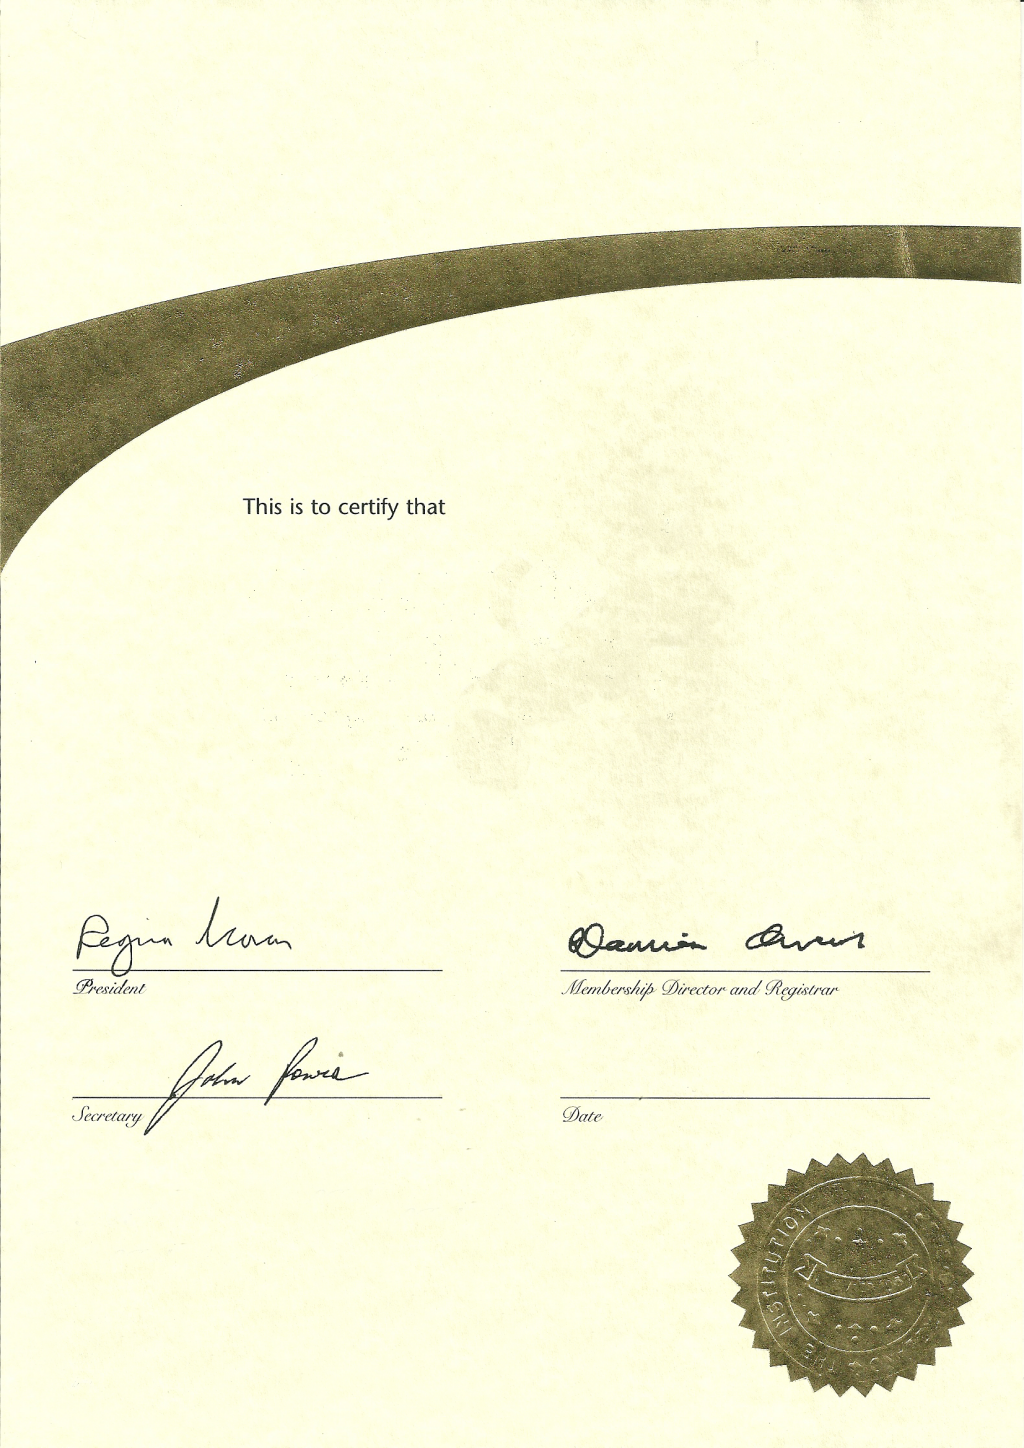 This is to certify that
Regina Moran
President
Damien Owens
Membership Director and Registrar
John Power
Secretary
Date
THE INSTITUTION